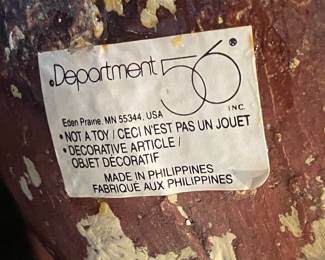 Department 56®
INC.
Eden Prairie, MN 55344, USA
• NOT A TOY / CECI N'EST PAS UN JOUET
• DECORATIVE ARTICLE /
OBJET DECORATIF
MADE IN PHILIPPINES
FABRIQUE AUX PHILIPPINES